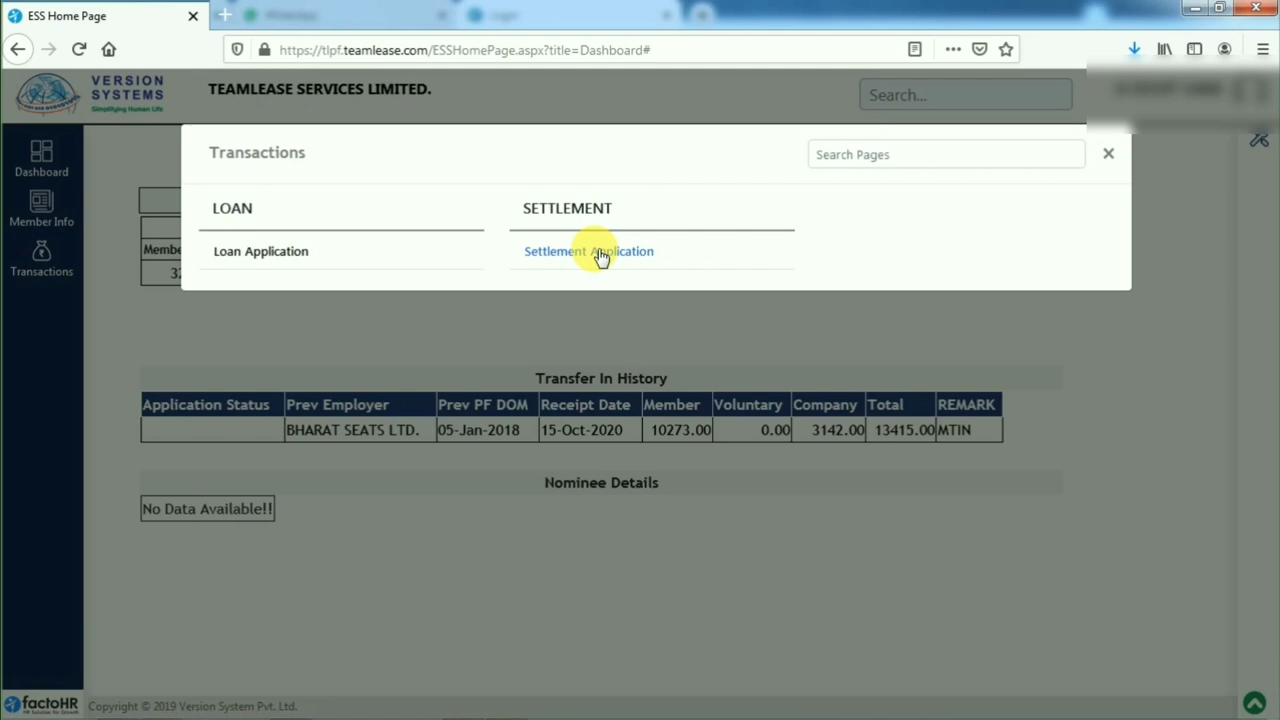 ESS Home Page
https://tlpf.teamlease.com/ESSHomePage.aspx?title=Dashboard#
VERSION
SYSTEMS
Simplifying Human Life
TEAMLEASE SERVICES LIMITED.
Search...
Dashboard
Member Info
Transactions
Transactions
Search Pages
LOAN
SETTLEMENT
Loan Application
Settlement Application
Transfer In History
Application Status Prev Employer Prev PF DOM Receipt Date Member Voluntary Company Total REMARK
BHARAT SEATS LTD. 05-Jan-2018 15-Oct-2020 10273.00 0.00 3142.00 13415.00 MTIN
Nominee Details
No Data Available!!
factoHR
HR Solution for Growth
Copyright © 2019 Version System Pvt. Ltd.